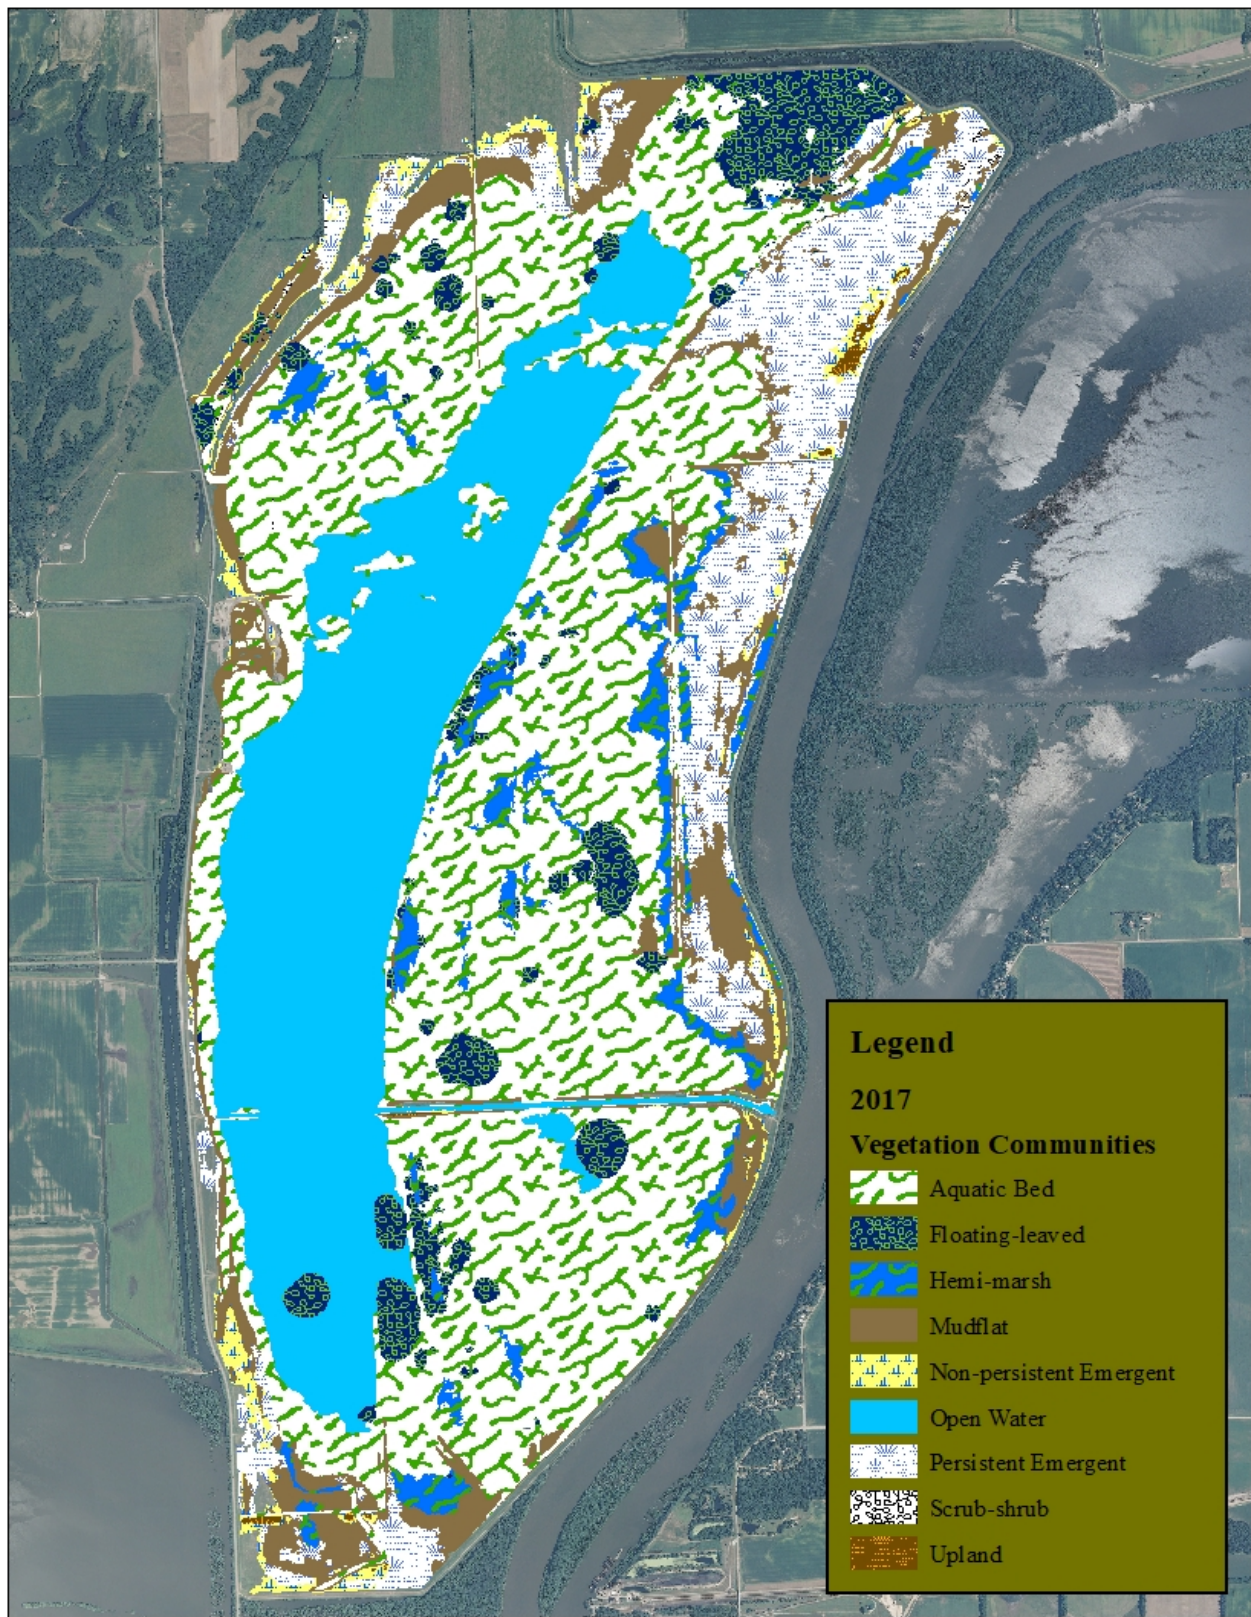 Legend
2017
Vegetation Communities
Aquatic Bed
Floating-leaved
Hemi-marsh
Mudflat
Non-persistent Emergent
Open Water
Persistent Emergent
Scrub-shrub
Upland